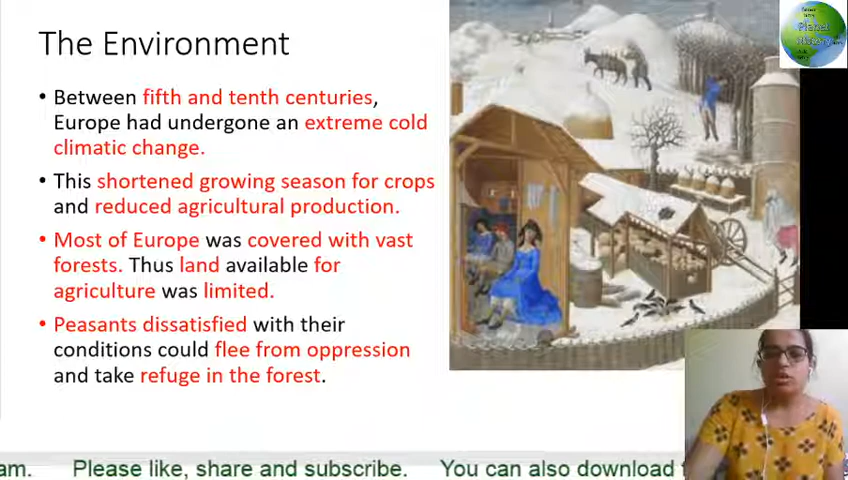 The Environment
• Between fifth and tenth centuries,
Europe had undergone an extreme cold
climatic change.
• This shortened growing season for crops
and reduced agricultural production.
• Most of Europe was covered with vast
forests. Thus land available for
agriculture was limited.
• Peasants dissatisfied with their
conditions could flee from oppression
and take refuge in the forest.
am. Please like, share and subscribe. You can also download